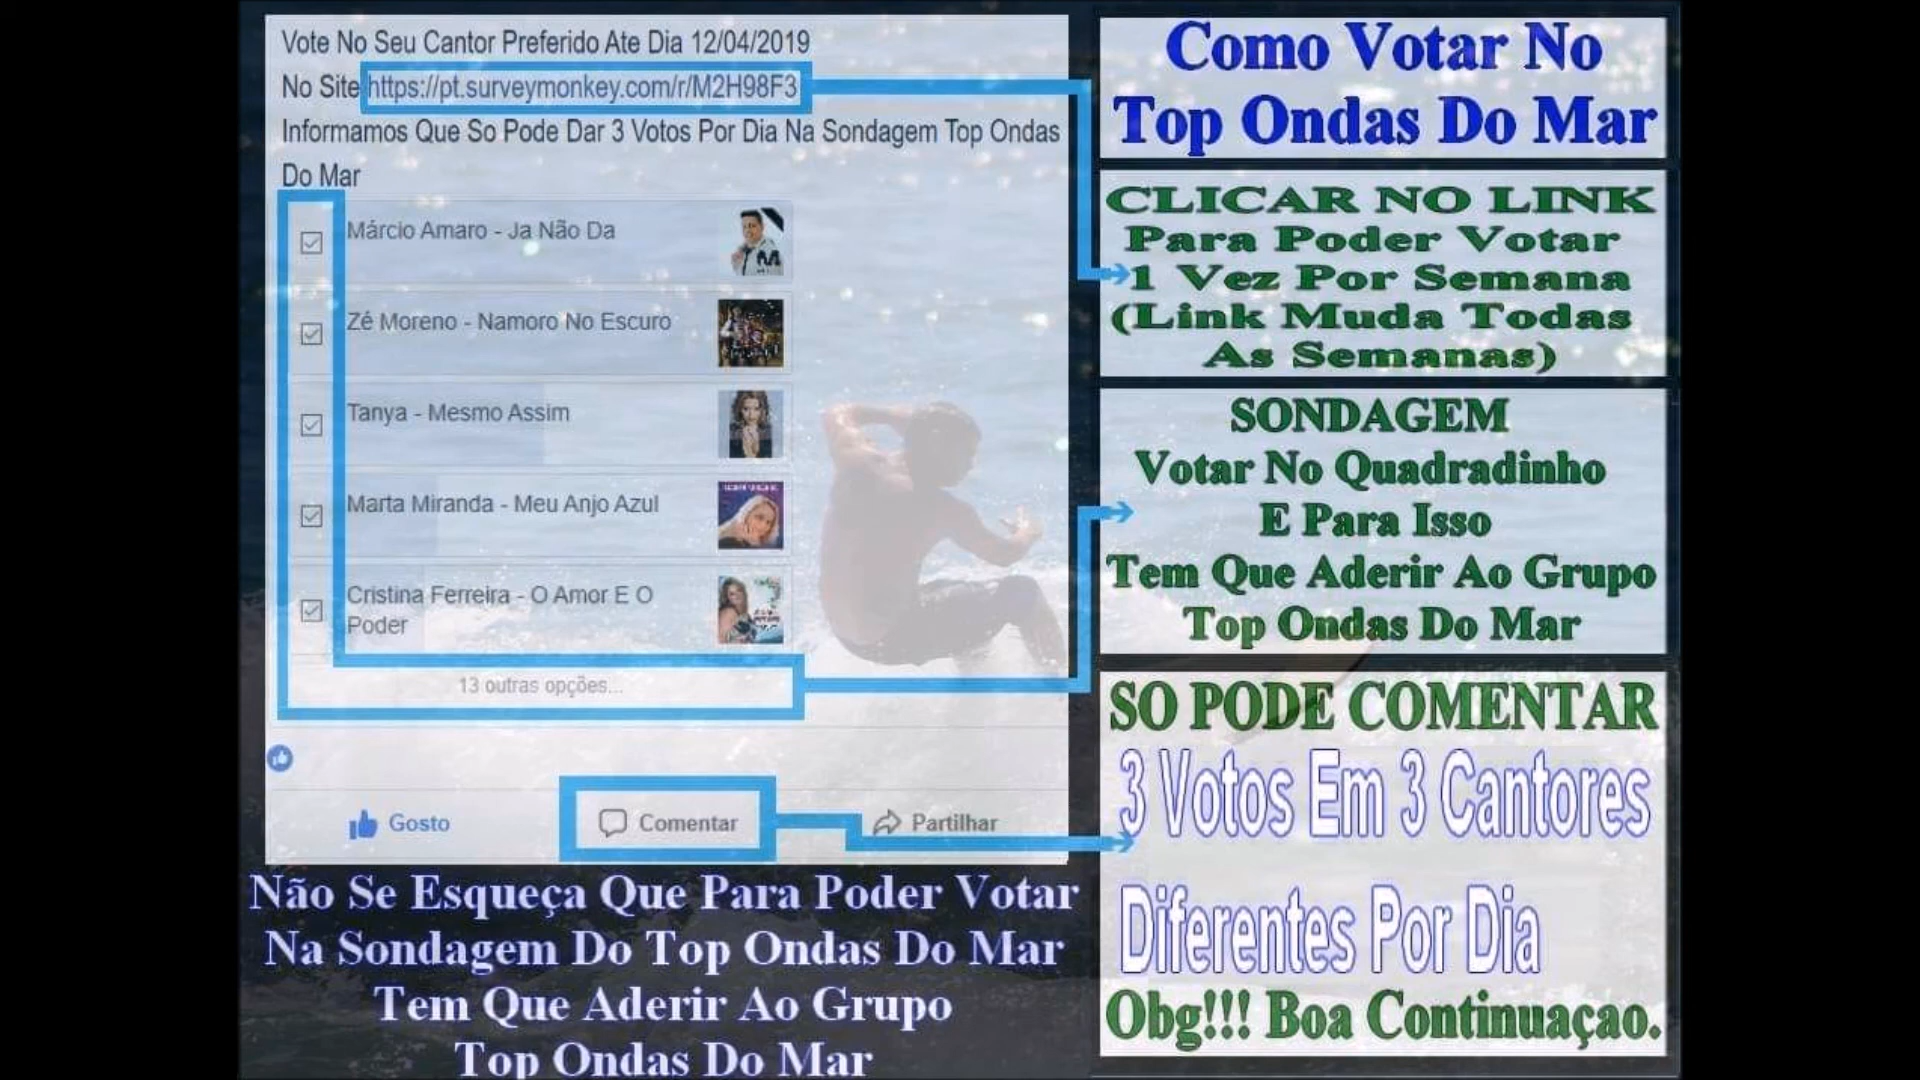 Vote No Seu Cantor Preferido Ate Dia 12/04/2019
No Site https://pt.surveymonkey.com/r/M2H98F3
Informamos Que So Pode Dar 3 Votos Por Dia Na Sondagem Top Ondas
Do Mar
Márcio Amaro - Ja Não Da
Zé Moreno - Namoro No Escuro
Tanya - Mesmo Assim
Marta Miranda - Meu Anjo Azul
Cristina Ferreira - O Amor E O
Poder
13 outras opções...
Gosto
Comentar
Partilhar
Não Se Esqueça Que Para Poder Votar
Na Sondagem Do Top Ondas Do Mar
Tem Que Aderir Ao Grupo
Top Ondas Do Mar
Como Votar No
Top Ondas Do Mar
CLICAR NO LINK
Para Poder Votar
1 Vez Por Semana
(Link Muda Todas
As Semanas)
SONDAGEM
Votar No Quadradinho
E Para Isso
Tem Que Aderir Ao Grupo
Top Ondas Do Mar
SO PODE COMENTAR
3 Votos Em 3 Cantores
Diferentes Por Dia
Obg!!! Boa Continuaçao.